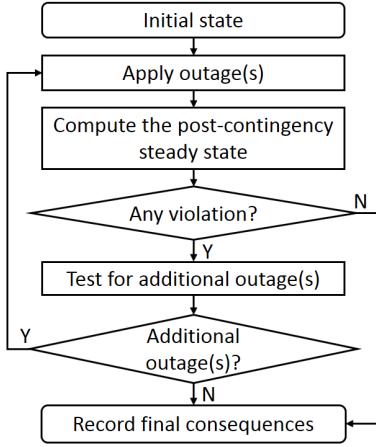 Initial state
Apply outage(s)
Compute the post-contingency
steady state
Any violation?
N
Y
Test for additional outage(s)
Y
Additional
outage(s)?
N
Record final consequences